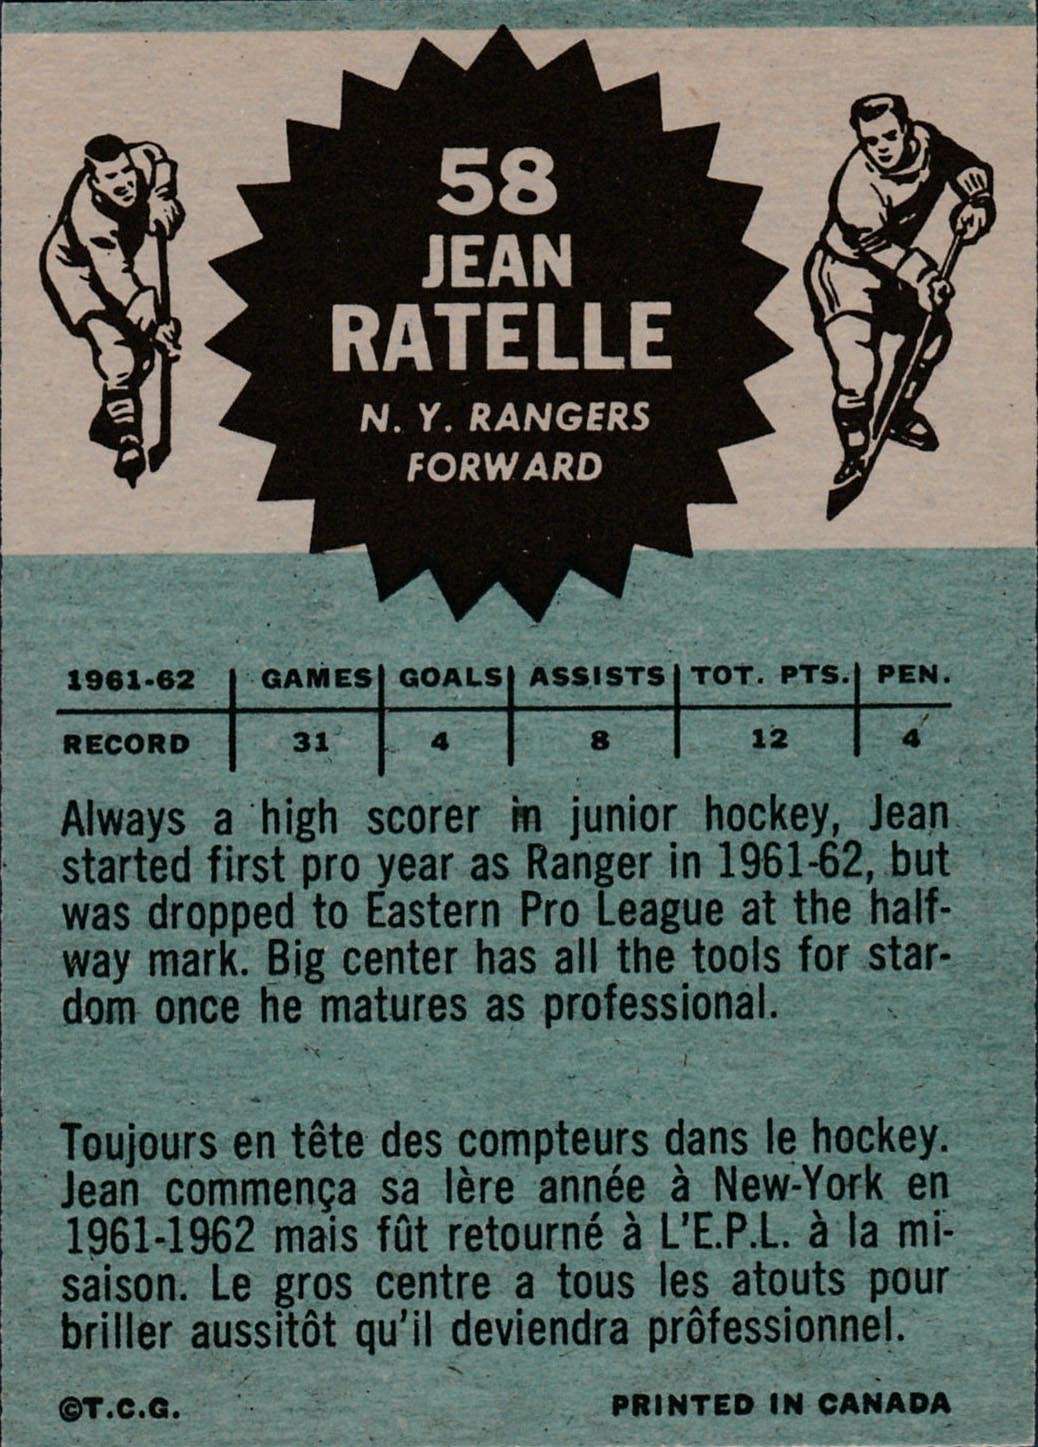 58
JEAN
RATELLE
N. Y. RANGERS
FORWARD
1961-62 GAMES GOALS ASSISTS TOT. PTS. PEN.
RECORD 31 4 8 12 4
Always a high scorer in junior hockey, Jean
started first pro year as Ranger in 1961-62, but
was dropped to Eastern Pro League at the half-
way mark. Big center has all the tools for star-
dom once he matures as professional.
Toujours en tête des compteurs dans le hockey.
Jean commença sa lère année à New-York en
1961-1962 mais fût retourné à L'E.P.L. à la mi-
saison. Le gros centre a tous les atouts pour
briller aussitôt qu'il deviendra prôfessionnel.
©T.C.G. PRINTED IN CANADA